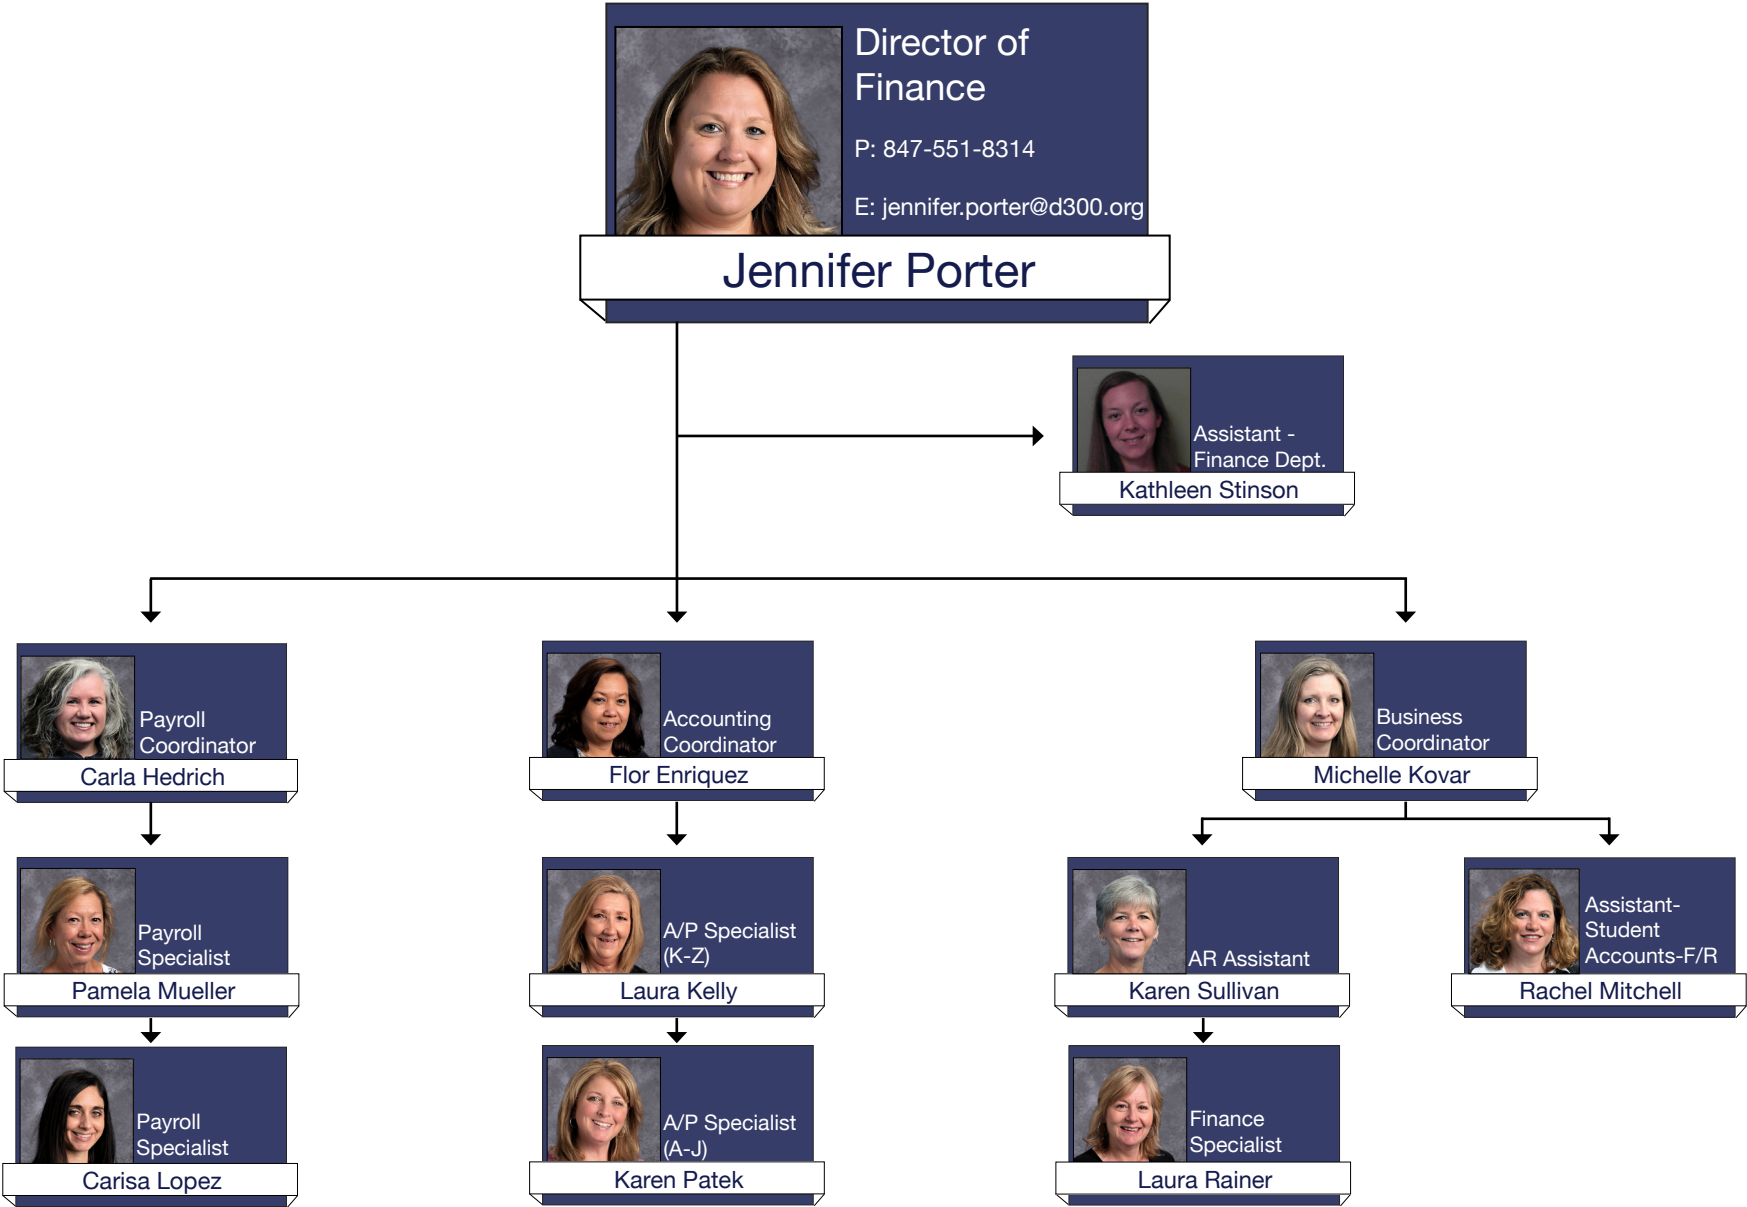 Director of
Finance
P: 847-551-8314
E: jennifer.porter@d300.org
Jennifer Porter
Assistant -
Finance Dept.
Kathleen Stinson
Payroll
Coordinator
Carla Hedrich
Accounting
Coordinator
Flor Enriquez
Business
Coordinator
Michelle Kovar
Payroll
Specialist
Pamela Mueller
A/P Specialist
(K-Z)
Laura Kelly
AR Assistant
Karen Sullivan
Assistant-
Student
Accounts-F/R
Rachel Mitchell
Payroll
Specialist
Carisa Lopez
A/P Specialist
(A-J)
Karen Patek
Finance
Specialist
Laura Rainer